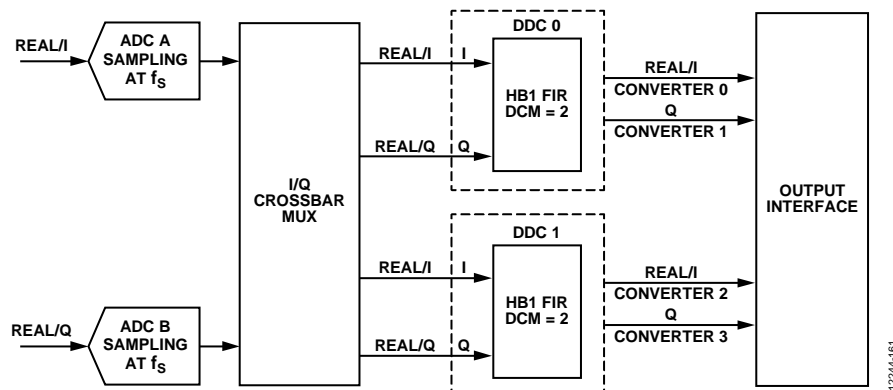 REAL/I
ADC A
SAMPLING
AT fS
REAL/Q
ADC B
SAMPLING
AT fS
I/Q
CROSSBAR
MUX
REAL/I
I
REAL/Q
Q
DDC 0
HB1 FIR
DCM = 2
REAL/I
CONVERTER 0
Q
CONVERTER 1
REAL/I
I
REAL/Q
Q
DDC 1
HB1 FIR
DCM = 2
REAL/I
CONVERTER 2
Q
CONVERTER 3
OUTPUT
INTERFACE